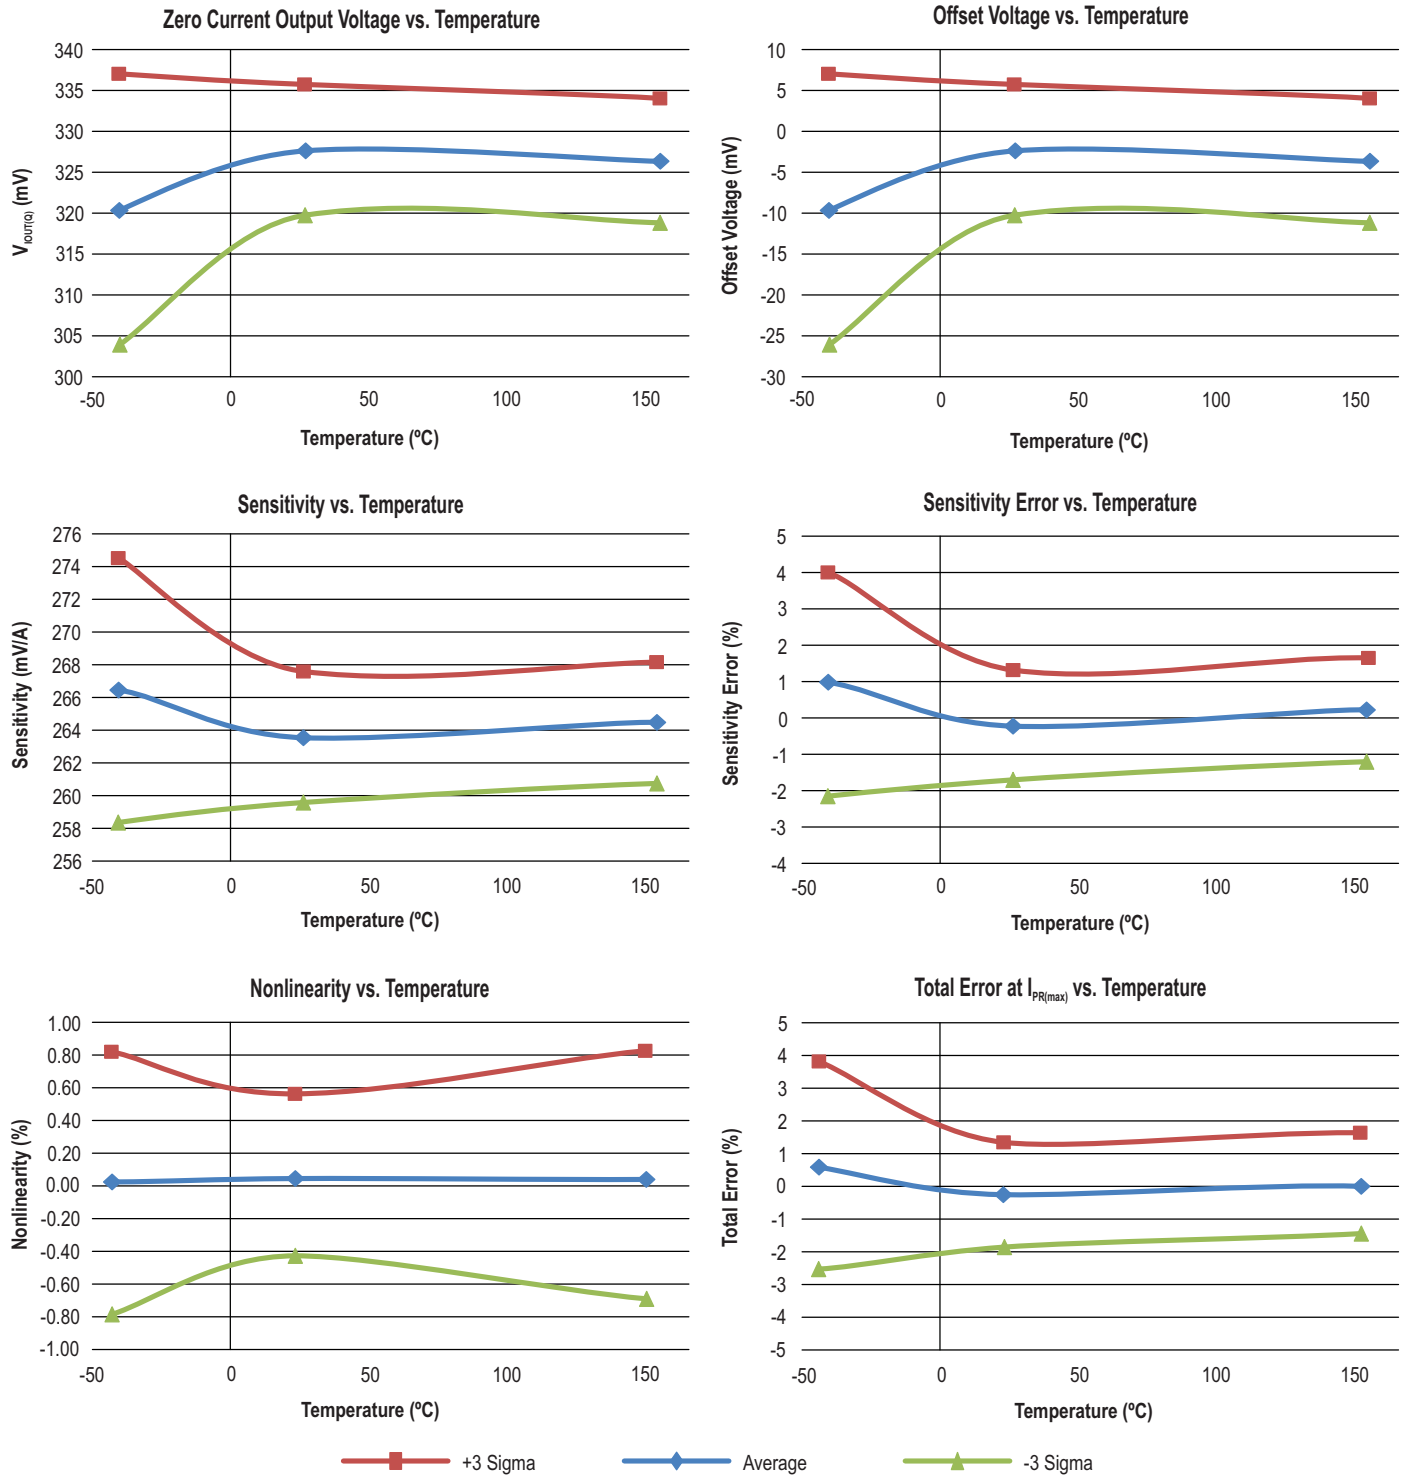 Zero Current Output Voltage vs. Temperature
340
335
330
325
320
315
310
305
300
V_IOUT(Q) (mV)
-50 0 50 100 150
Temperature (ºC)
Offset Voltage vs. Temperature
10
5
0
-5
-10
-15
-20
-25
-30
Offset Voltage (mV)
-50 0 50 100 150
Temperature (ºC)
Sensitivity vs. Temperature
276
274
272
270
268
266
264
262
260
258
256
Sensitivity (mV/A)
-50 0 50 100 150
Temperature (ºC)
Sensitivity Error vs. Temperature
5
4
3
2
1
0
-1
-2
-3
-4
Sensitivity Error (%)
-50 0 50 100 150
Temperature (ºC)
Nonlinearity vs. Temperature
1.00
0.80
0.60
0.40
0.20
0.00
-0.20
-0.40
-0.60
-0.80
-1.00
Nonlinearity (%)
-50 0 50 100 150
Temperature (ºC)
Total Error at I_PR(max) vs. Temperature
5
4
3
2
1
0
-1
-2
-3
-4
-5
Total Error (%)
-50 0 50 100 150
Temperature (ºC)
+3 Sigma
Average
-3 Sigma